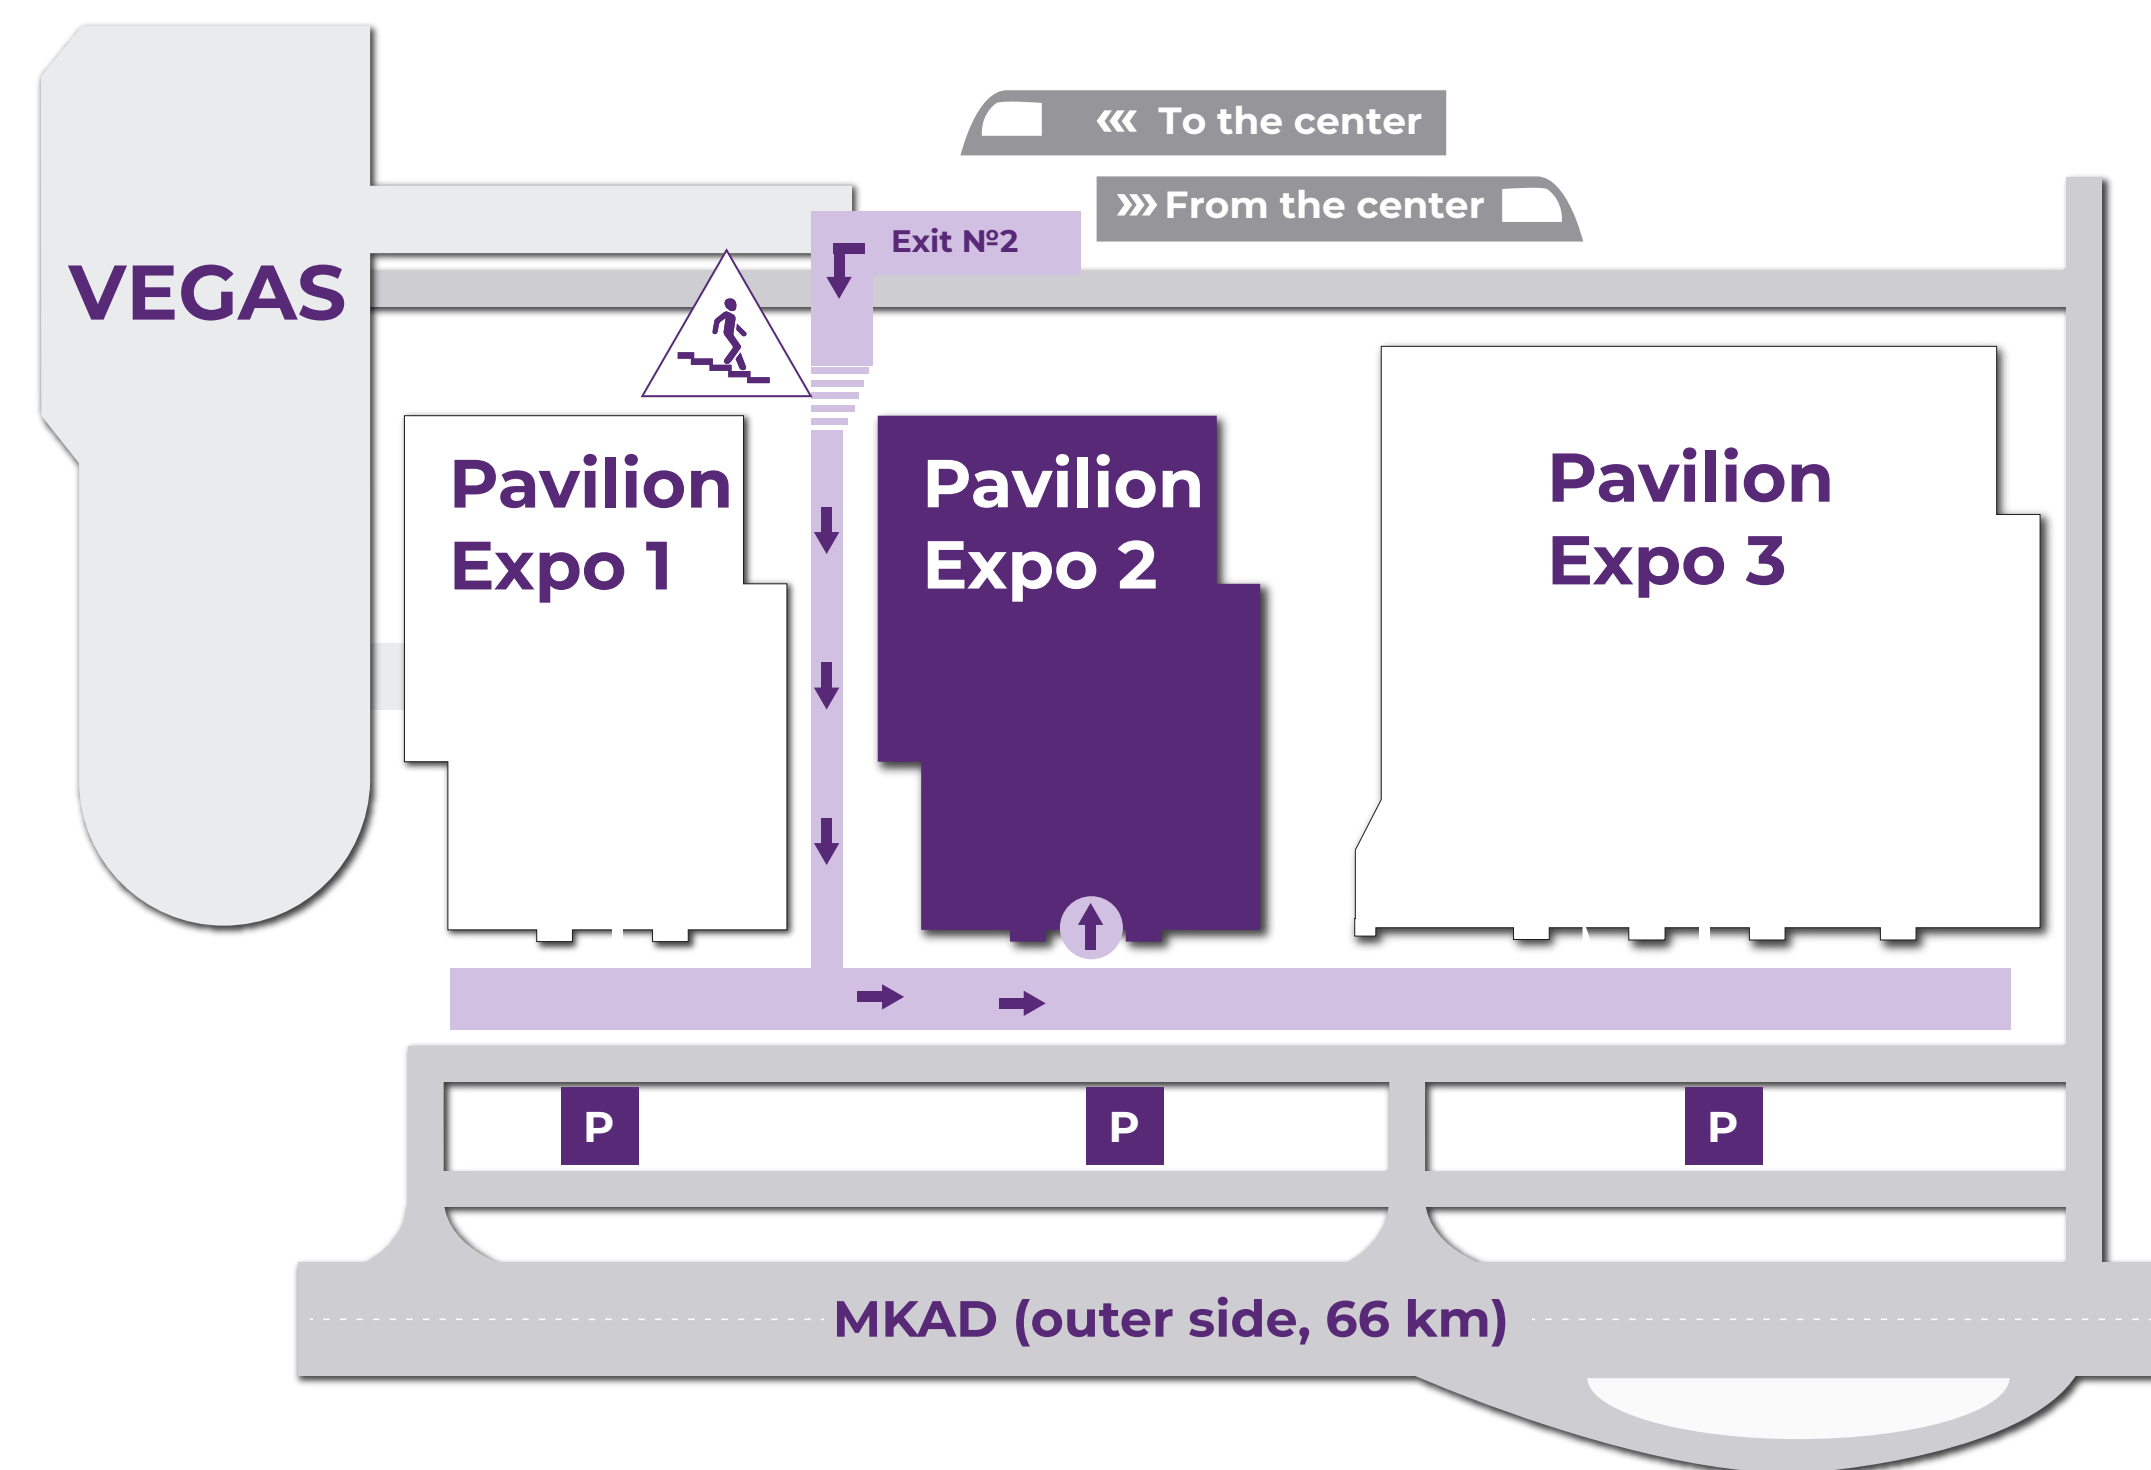 ‹‹‹ To the center
››› From the center
Exit №2
VEGAS
Pavilion
Expo 1
Pavilion
Expo 2
Pavilion
Expo 3
P
P
P
MKAD (outer side, 66 km)